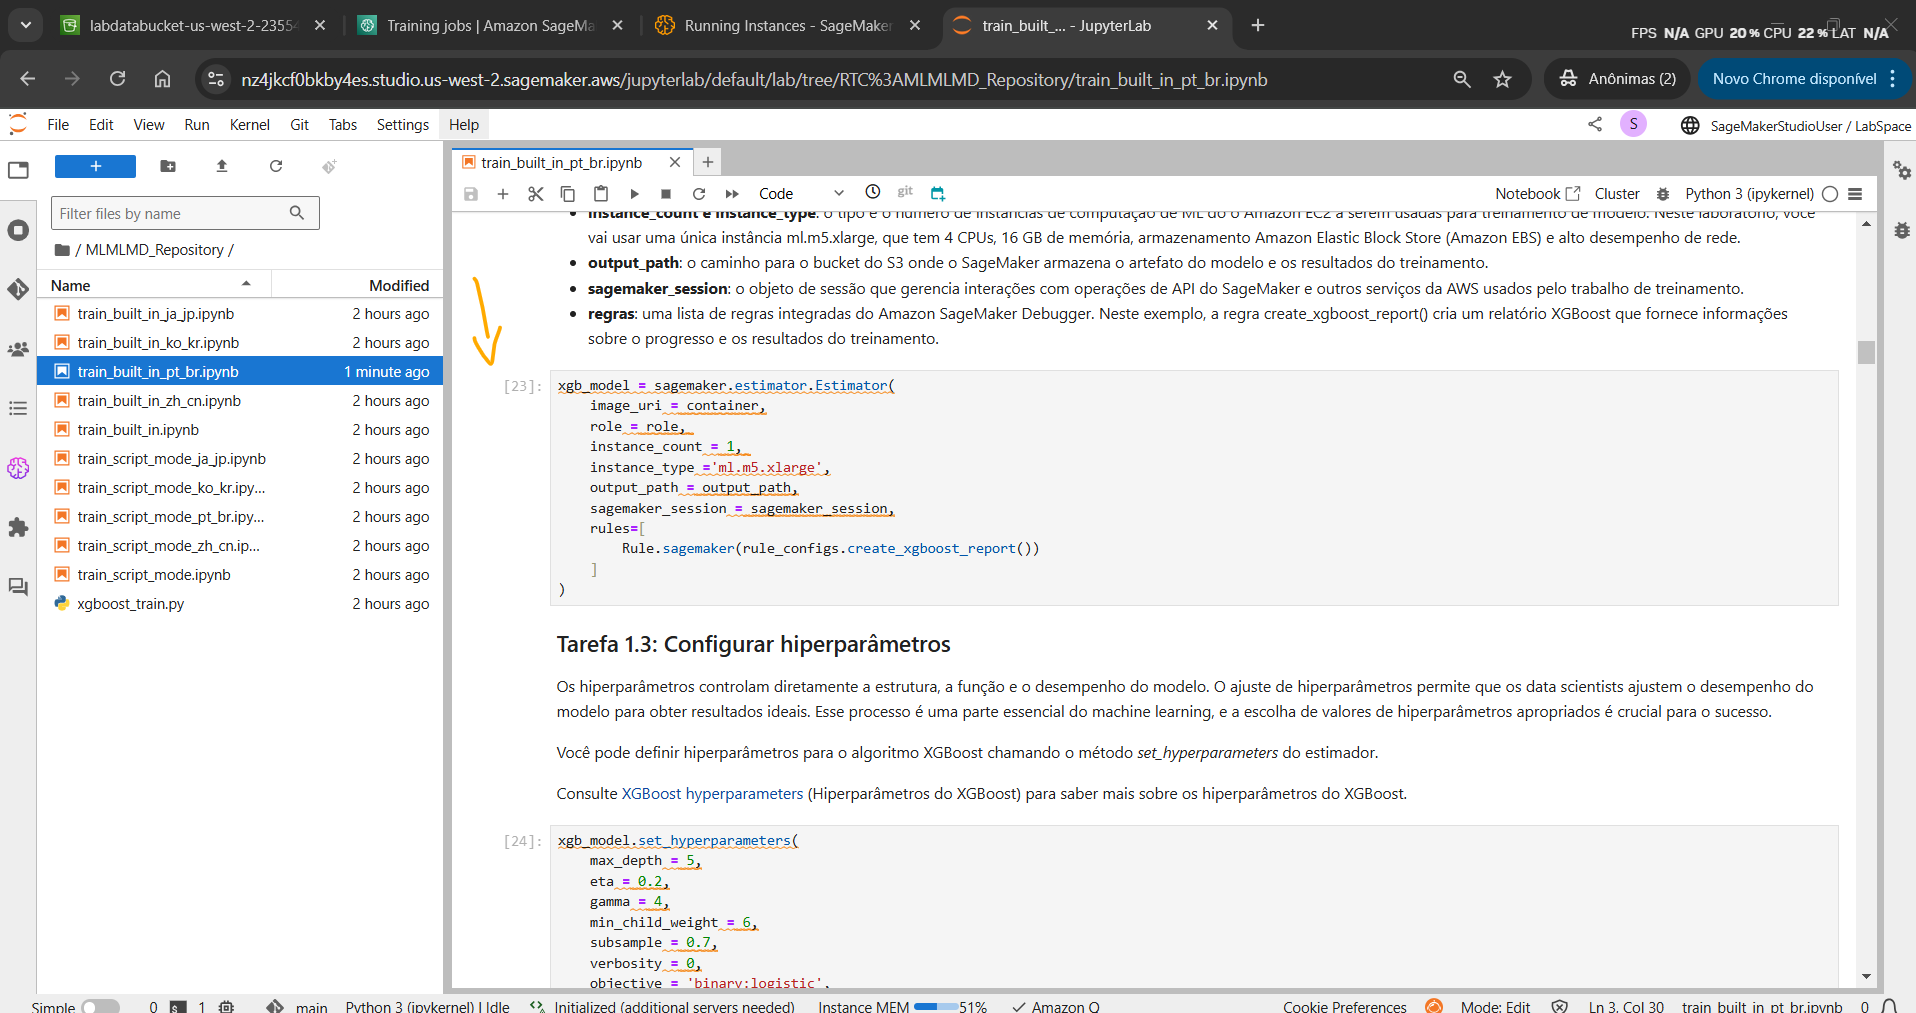 labdatabucket-us-west-2-23554
Training jobs | Amazon SageMa
Running Instances - SageMaker
train_built_... - JupyterLab
FPS N/A GPU 20 % CPU 22 % LAT N/A
nz4jkcf0bkby4es.studio.us-west-2.sagemaker.aws/jupyterlab/default/lab/tree/RTC%3AMLMLMD_Repository/train_built_in_pt_br.ipynb
Anônimas (2)
Novo Chrome disponível
File Edit View Run Kernel Git Tabs Settings Help
S
SageMakerStudioUser / LabSpace
Filter files by name
/ MLMLMD_Repository /
Name Modified
train_built_in_ja_jp.ipynb 2 hours ago
train_built_in_ko_kr.ipynb 2 hours ago
train_built_in_pt_br.ipynb 1 minute ago
train_built_in_zh_cn.ipynb 2 hours ago
train_built_in.ipynb 2 hours ago
train_script_mode_ja_jp.ipynb 2 hours ago
train_script_mode_ko_kr.ipy... 2 hours ago
train_script_mode_pt_br.ipy... 2 hours ago
train_script_mode_zh_cn.ip... 2 hours ago
train_script_mode.ipynb 2 hours ago
xgboost_train.py 2 hours ago
train_built_in_pt_br.ipynb
Code
git
Notebook
Cluster
Python 3 (ipykernel)
instance_count e instance_type: o tipo e o número de instâncias de computação de ML do o Amazon EC2 a serem usadas para treinamento de modelo. Neste laboratório, você
vai usar uma única instância ml.m5.xlarge, que tem 4 CPUs, 16 GB de memória, armazenamento Amazon Elastic Block Store (Amazon EBS) e alto desempenho de rede.
output_path: o caminho para o bucket do S3 onde o SageMaker armazena o artefato do modelo e os resultados do treinamento.
sagemaker_session: o objeto de sessão que gerencia interações com operações de API do SageMaker e outros serviços da AWS usados pelo trabalho de treinamento.
regras: uma lista de regras integradas do Amazon SageMaker Debugger. Neste exemplo, a regra create_xgboost_report() cria um relatório XGBoost que fornece informações
sobre o progresso e os resultados do treinamento.
[23]: xgb_model = sagemaker.estimator.Estimator(
image_uri = container,
role = role,
instance_count = 1,
instance_type ='ml.m5.xlarge',
output_path = output_path,
sagemaker_session = sagemaker_session,
rules=[
Rule.sagemaker(rule_configs.create_xgboost_report())
]
)
Tarefa 1.3: Configurar hiperparâmetros
Os hiperparâmetros controlam diretamente a estrutura, a função e o desempenho do modelo. O ajuste de hiperparâmetros permite que os data scientists ajustem o desempenho do
modelo para obter resultados ideais. Esse processo é uma parte essencial do machine learning, e a escolha de valores de hiperparâmetros apropriados é crucial para o sucesso.
Você pode definir hiperparâmetros para o algoritmo XGBoost chamando o método set_hyperparameters do estimador.
Consulte XGBoost hyperparameters (Hiperparâmetros do XGBoost) para saber mais sobre os hiperparâmetros do XGBoost.
[24]: xgb_model.set_hyperparameters(
max_depth = 5,
eta = 0.2,
gamma = 4,
min_child_weight = 6,
subsample = 0.7,
verbosity = 0,
objective = 'binary:logistic',
Simple 0 $ 1 main Python 3 (ipykernel) | Idle Initialized (additional servers needed) Instance MEM 51% Amazon Q
Cookie Preferences Mode: Edit Ln 3, Col 30 train_built_in_pt_br.ipynb 0